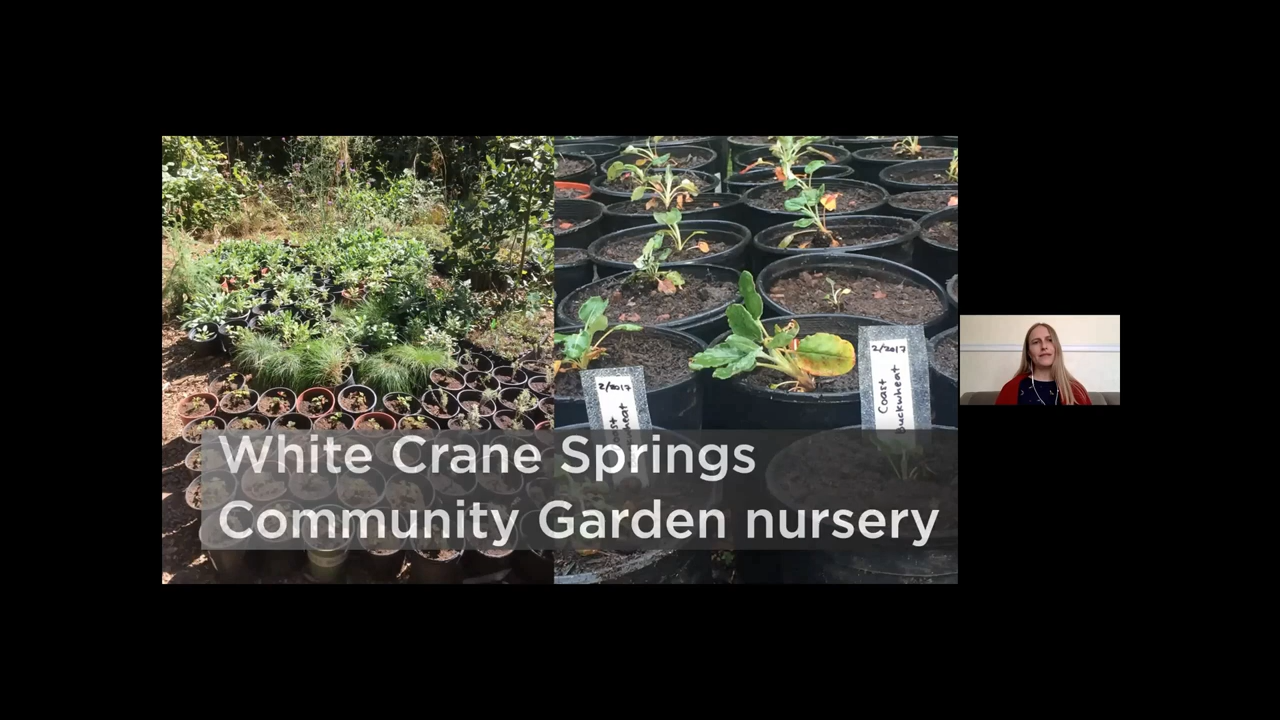 2/2017
Coast
Buckwheat
2/2017
White Crane Springs
Community Garden nursery